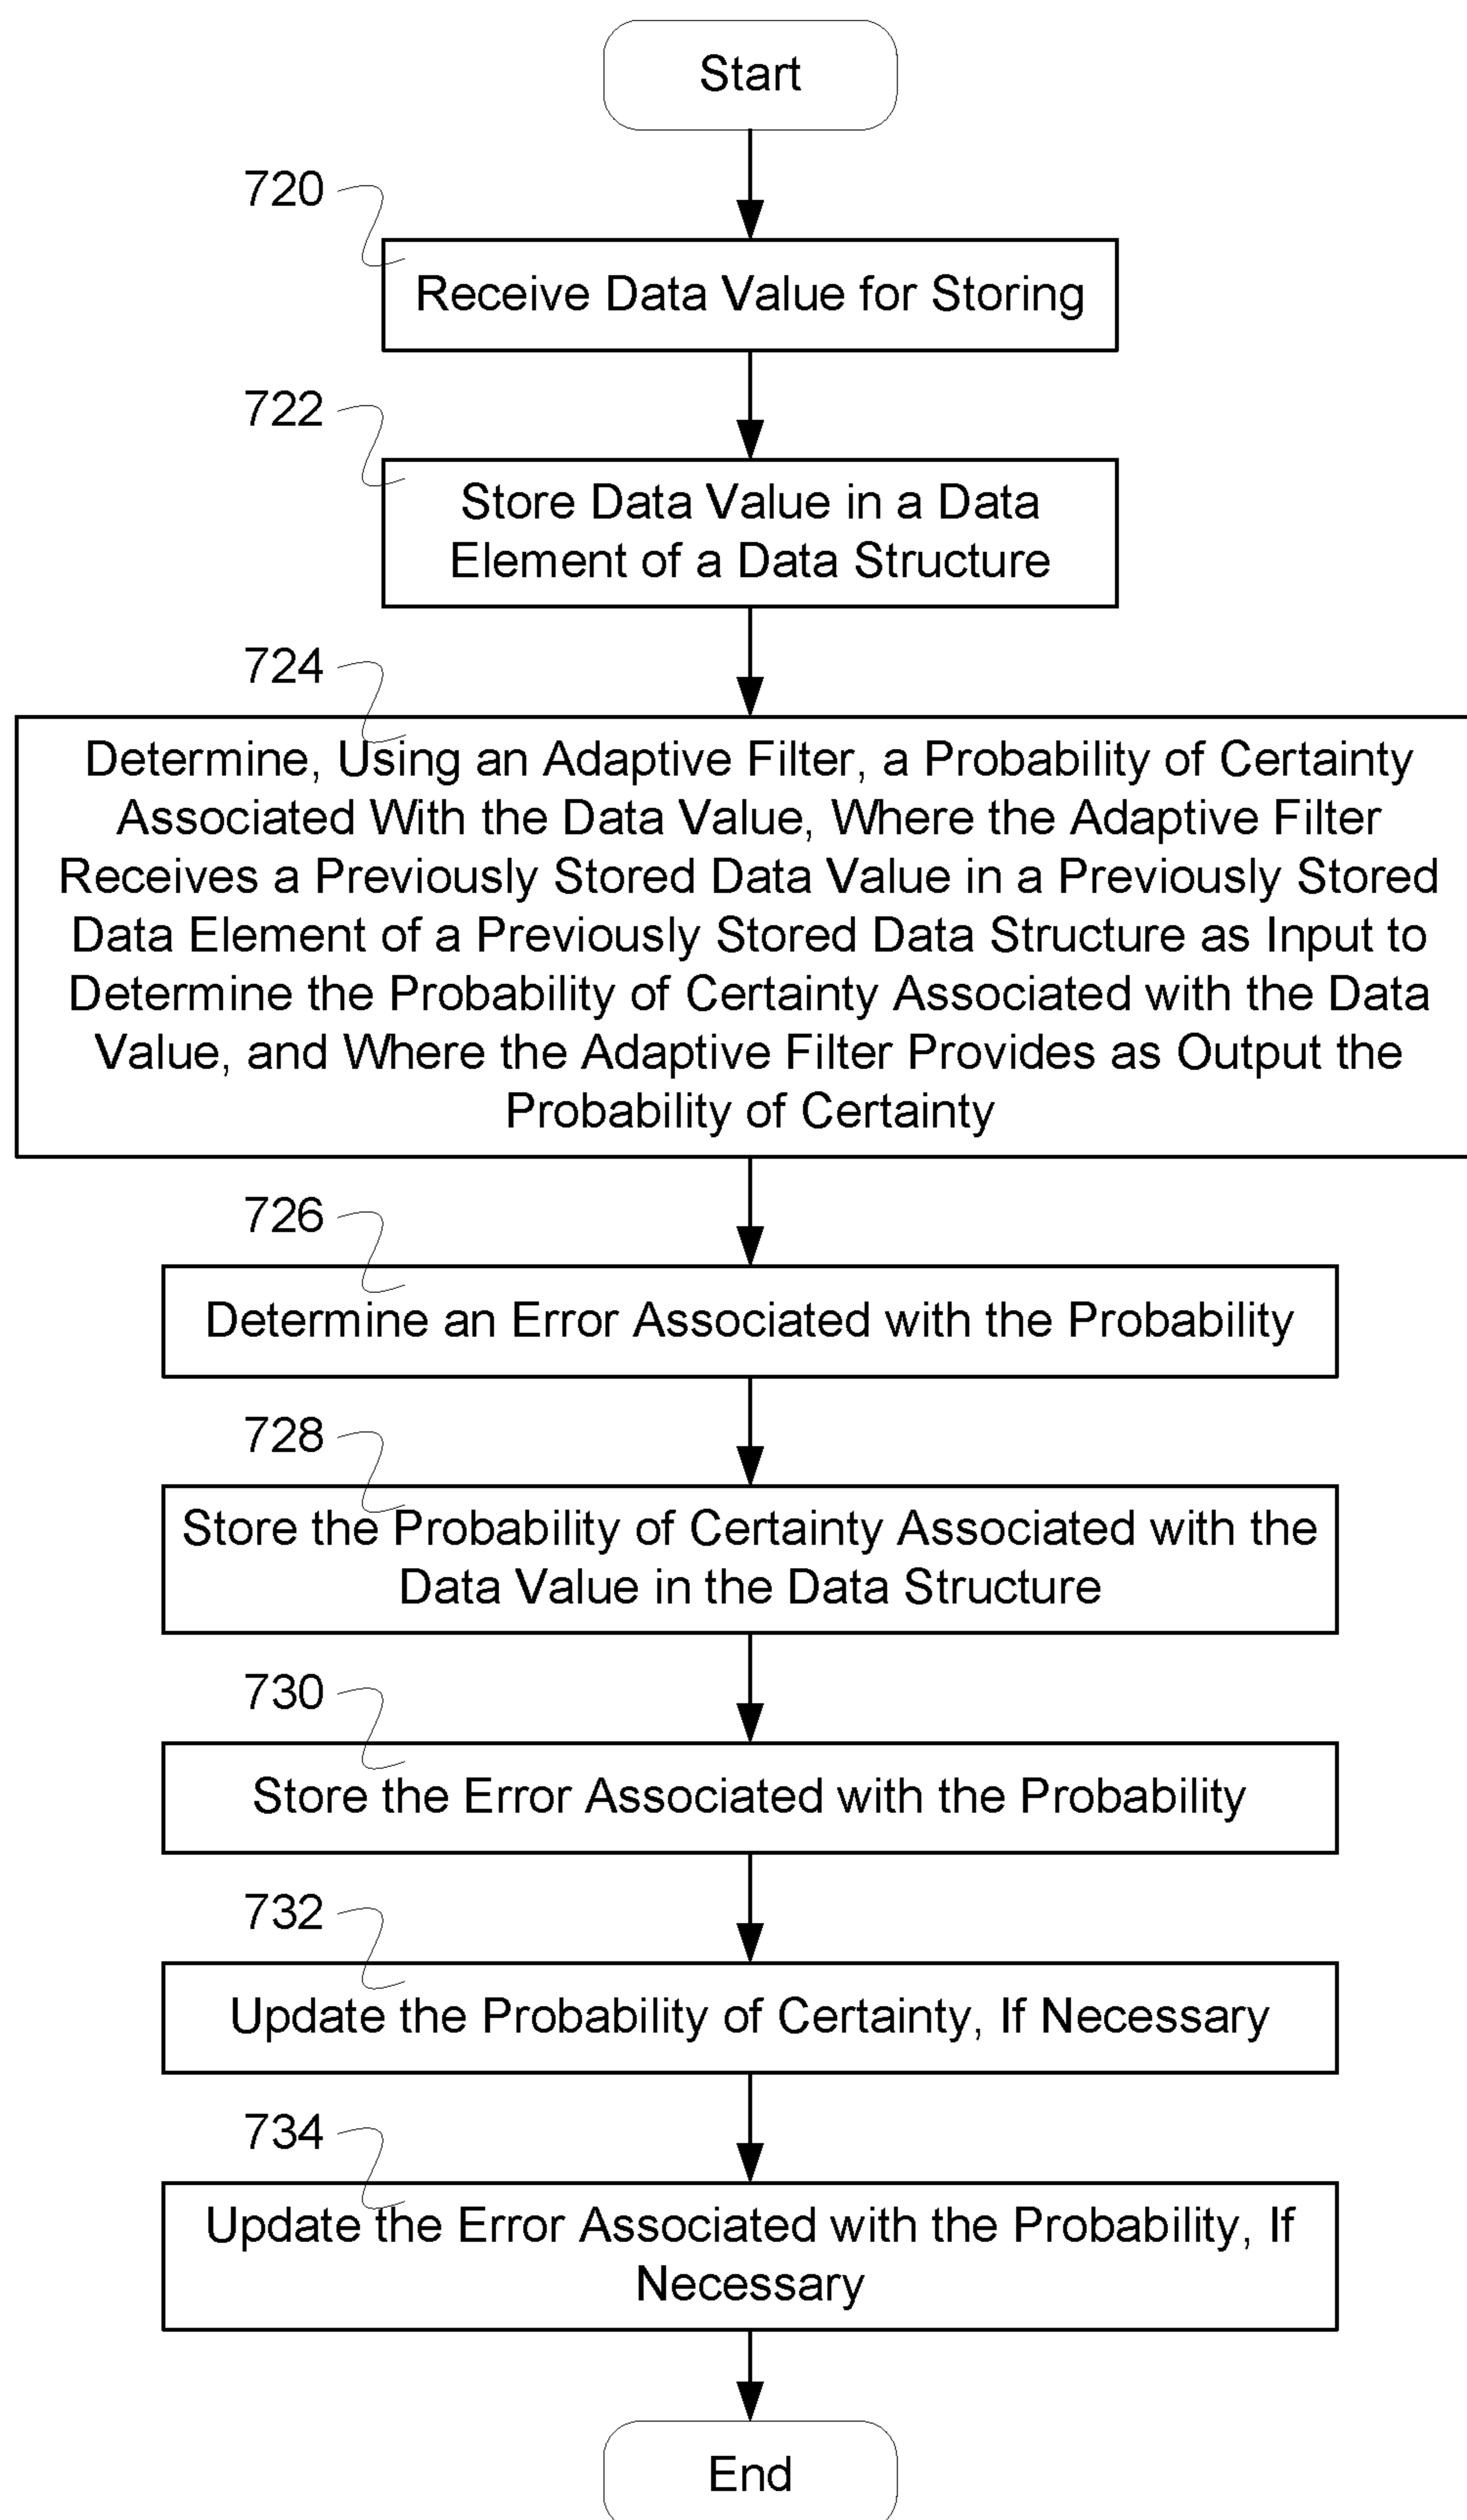 Start
720
Receive Data Value for Storing
722
Store Data Value in a Data
Element of a Data Structure
724
Determine, Using an Adaptive Filter, a Probability of Certainty
Associated With the Data Value, Where the Adaptive Filter
Receives a Previously Stored Data Value in a Previously Stored
Data Element of a Previously Stored Data Structure as Input to
Determine the Probability of Certainty Associated with the Data
Value, and Where the Adaptive Filter Provides as Output the
Probability of Certainty
726
Determine an Error Associated with the Probability
728
Store the Probability of Certainty Associated with the
Data Value in the Data Structure
730
Store the Error Associated with the Probability
732
Update the Probability of Certainty, If Necessary
734
Update the Error Associated with the Probability, If
Necessary
End